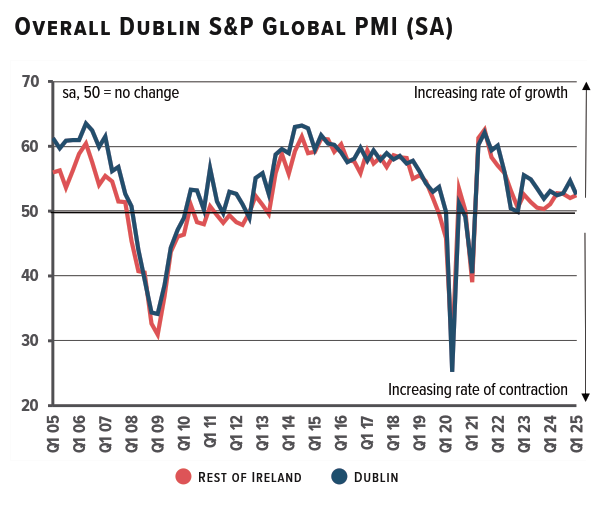 Overall Dublin S&P Global PMI (SA)
70
sa, 50 = no change
Increasing rate of growth
60
50
40
30
Increasing rate of contraction
20
Q1 05
Q1 06
Q1 07
Q1 08
Q1 09
Q1 10
Q1 11
Q1 12
Q1 13
Q1 14
Q1 15
Q1 16
Q1 17
Q1 18
Q1 19
Q1 20
Q1 21
Q1 22
Q1 23
Q1 24
Q1 25
Rest of Ireland
Dublin